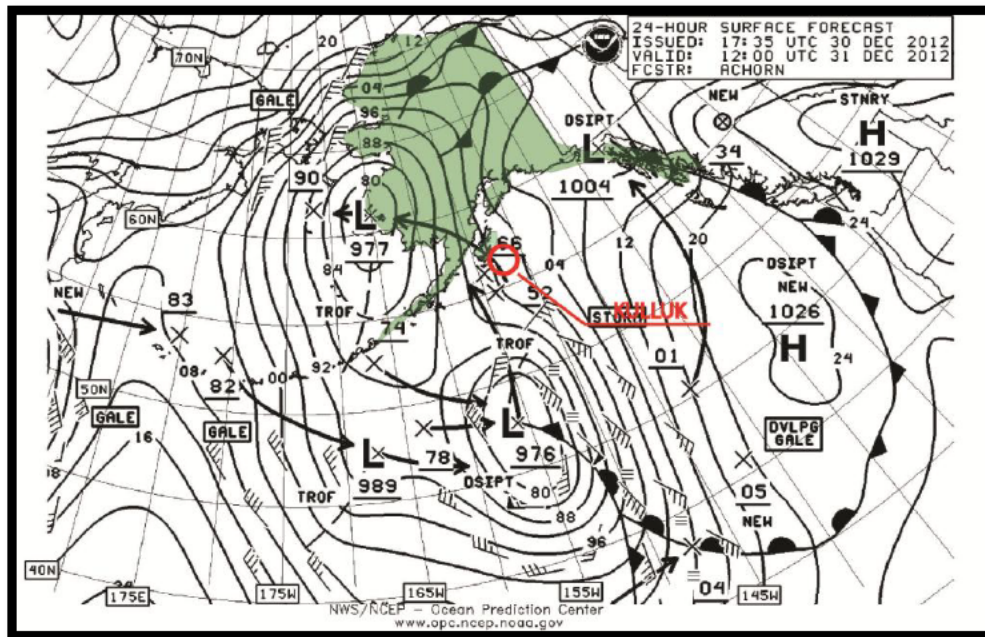 24-HOUR SURFACE FORECAST
ISSUED: 17:35 UTC 30 DEC 2012
VALID: 12:00 UTC 31 DEC 2012
FCSTR: ACHORN
20
12
70N
GALE
04
96
88
90
80
NEW
STNRY
H
1029
DSIPT
L
1004
34
60N
L
977
66
24
84
04
12
20
DSIPT
NEW
1026
H
NEW
83
TROF
52
STORM
KULLUK
74
TROF
01
24
08
00
92
82
50N
GALE
GALE
DVLPG
GALE
16
L
989
78
L
976
DSIPT
80
05
NEW
TROF
88
96
40N
04
175E
175W
165W
155W
145W
NWS/NCEP – Ocean Prediction Center
www.opc.ncep.noaa.gov